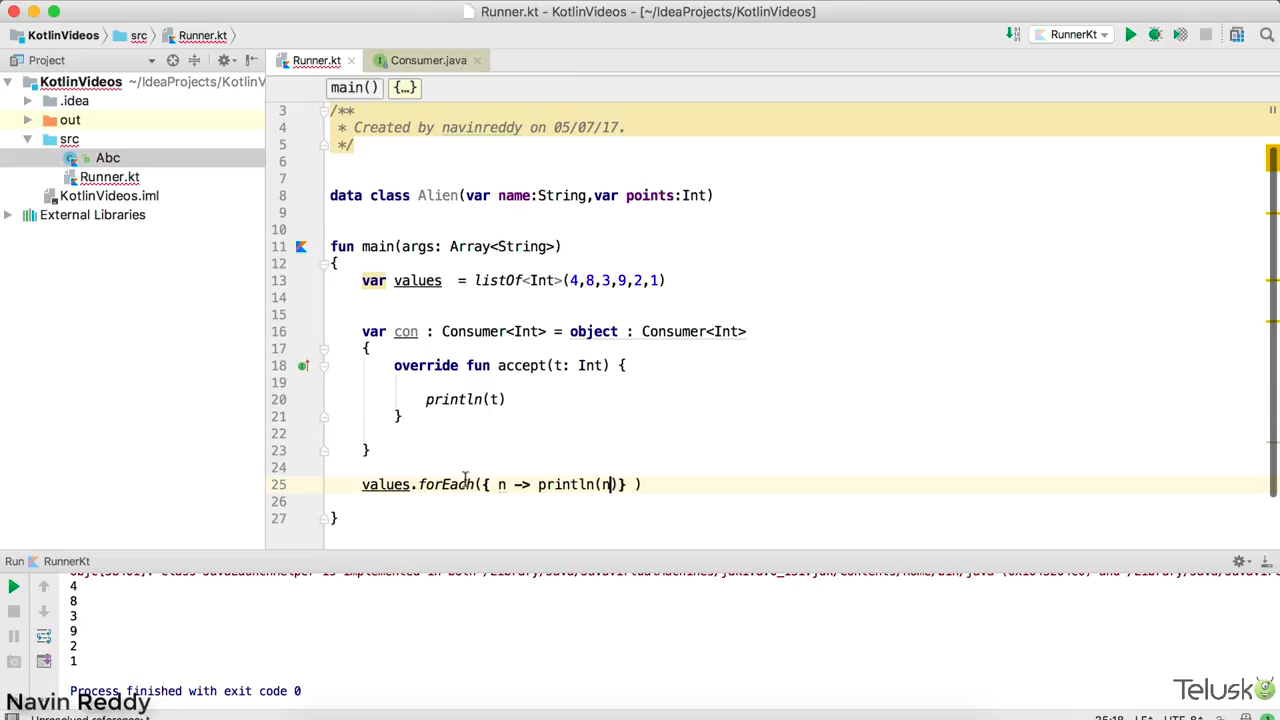 Runner.kt - KotlinVideos - [~/IdeaProjects/KotlinVideos]
KotlinVideos src Runner.kt RunnerKt
Project Runner.kt Consumer.java
KotlinVideos ~/IdeaProjects/KotlinV
main() {...}
.idea
out
src
Abc
Runner.kt
KotlinVideos.iml
External Libraries
3 /**
4 * Created by navinreddy on 05/07/17.
5 */
6
7
8 data class Alien(var name:String,var points:Int)
9
10
11 fun main(args: Array<String>)
12 {
13 var values = listOf<Int>(4,8,3,9,2,1)
14
15
16 var con : Consumer<Int> = object : Consumer<Int>
17 {
18 override fun accept(t: Int) {
19
20 println(t)
21 }
22
23 }
24
25 values.forEach({ n -> println(n)} )
26
27 }
Run RunnerKt
4
8
3
9
2
1
Process finished with exit code 0
Navin Reddy
Telusko